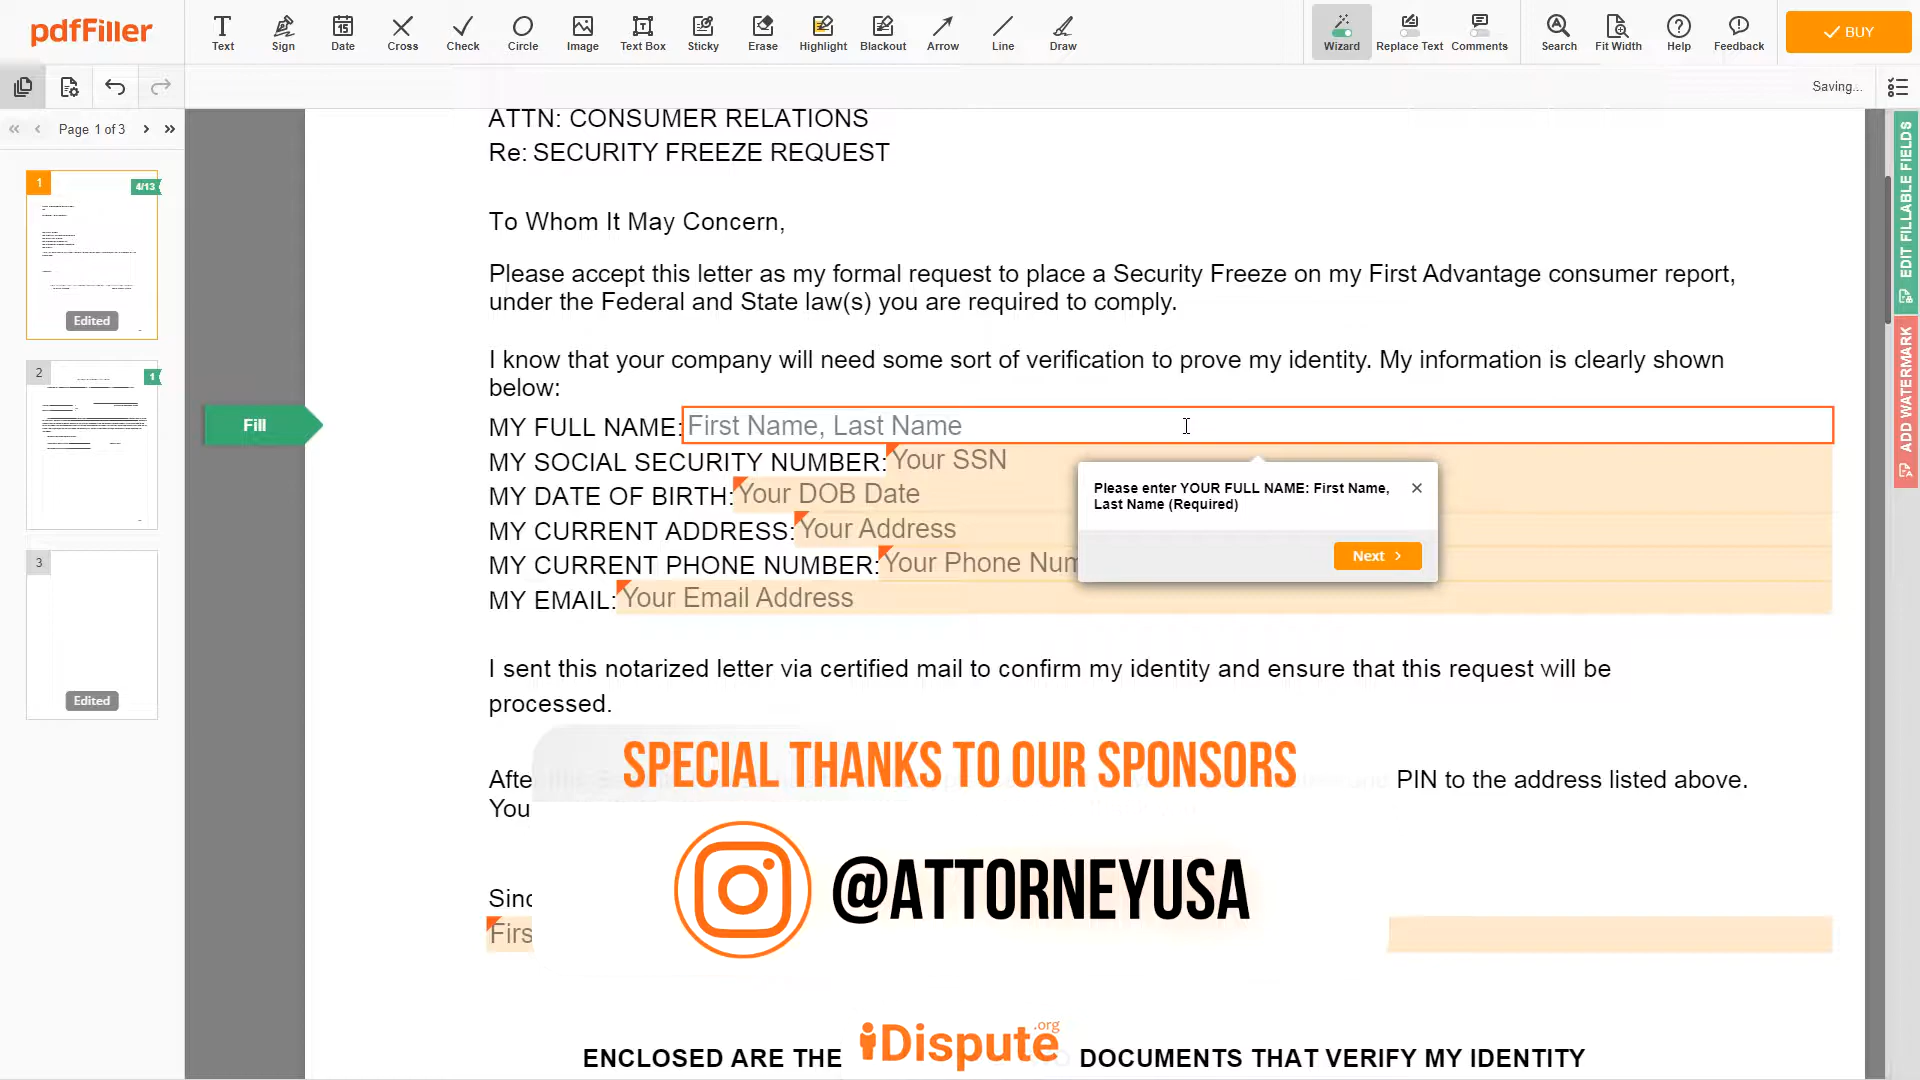 pdfFiller
Text
Sign
15
Date
Cross
Check
Circle
Image
Text Box
Sticky
Erase
Highlight
Blackout
Arrow
Line
Draw
Wizard
Replace Text
Comments
Search
Fit Width
Help
Feedback
BUY
Saving...
Page 1 of 3
1
4/13
Edited
2
1
3
Edited
EDIT FILLABLE FIELDS
ADD WATERMARK
ATTN: CONSUMER RELATIONS
Re: SECURITY FREEZE REQUEST
To Whom It May Concern,
Please accept this letter as my formal request to place a Security Freeze on my First Advantage consumer report,
under the Federal and State law(s) you are required to comply.
I know that your company will need some sort of verification to prove my identity. My information is clearly shown
below:
Fill
MY FULL NAME: First Name, Last Name
MY SOCIAL SECURITY NUMBER: Your SSN
MY DATE OF BIRTH: Your DOB Date
MY CURRENT ADDRESS: Your Address
MY CURRENT PHONE NUMBER: Your Phone Num
MY EMAIL: Your Email Address
Please enter YOUR FULL NAME: First Name,
Last Name (Required)
Next
I sent this notarized letter via certified mail to confirm my identity and ensure that this request will be
processed.
SPECIAL THANKS TO OUR SPONSORS
PIN to the address listed above.
You
@ATTORNEYUSA
Sinc
Firs
iDispute.org
ENCLOSED ARE THE DOCUMENTS THAT VERIFY MY IDENTITY